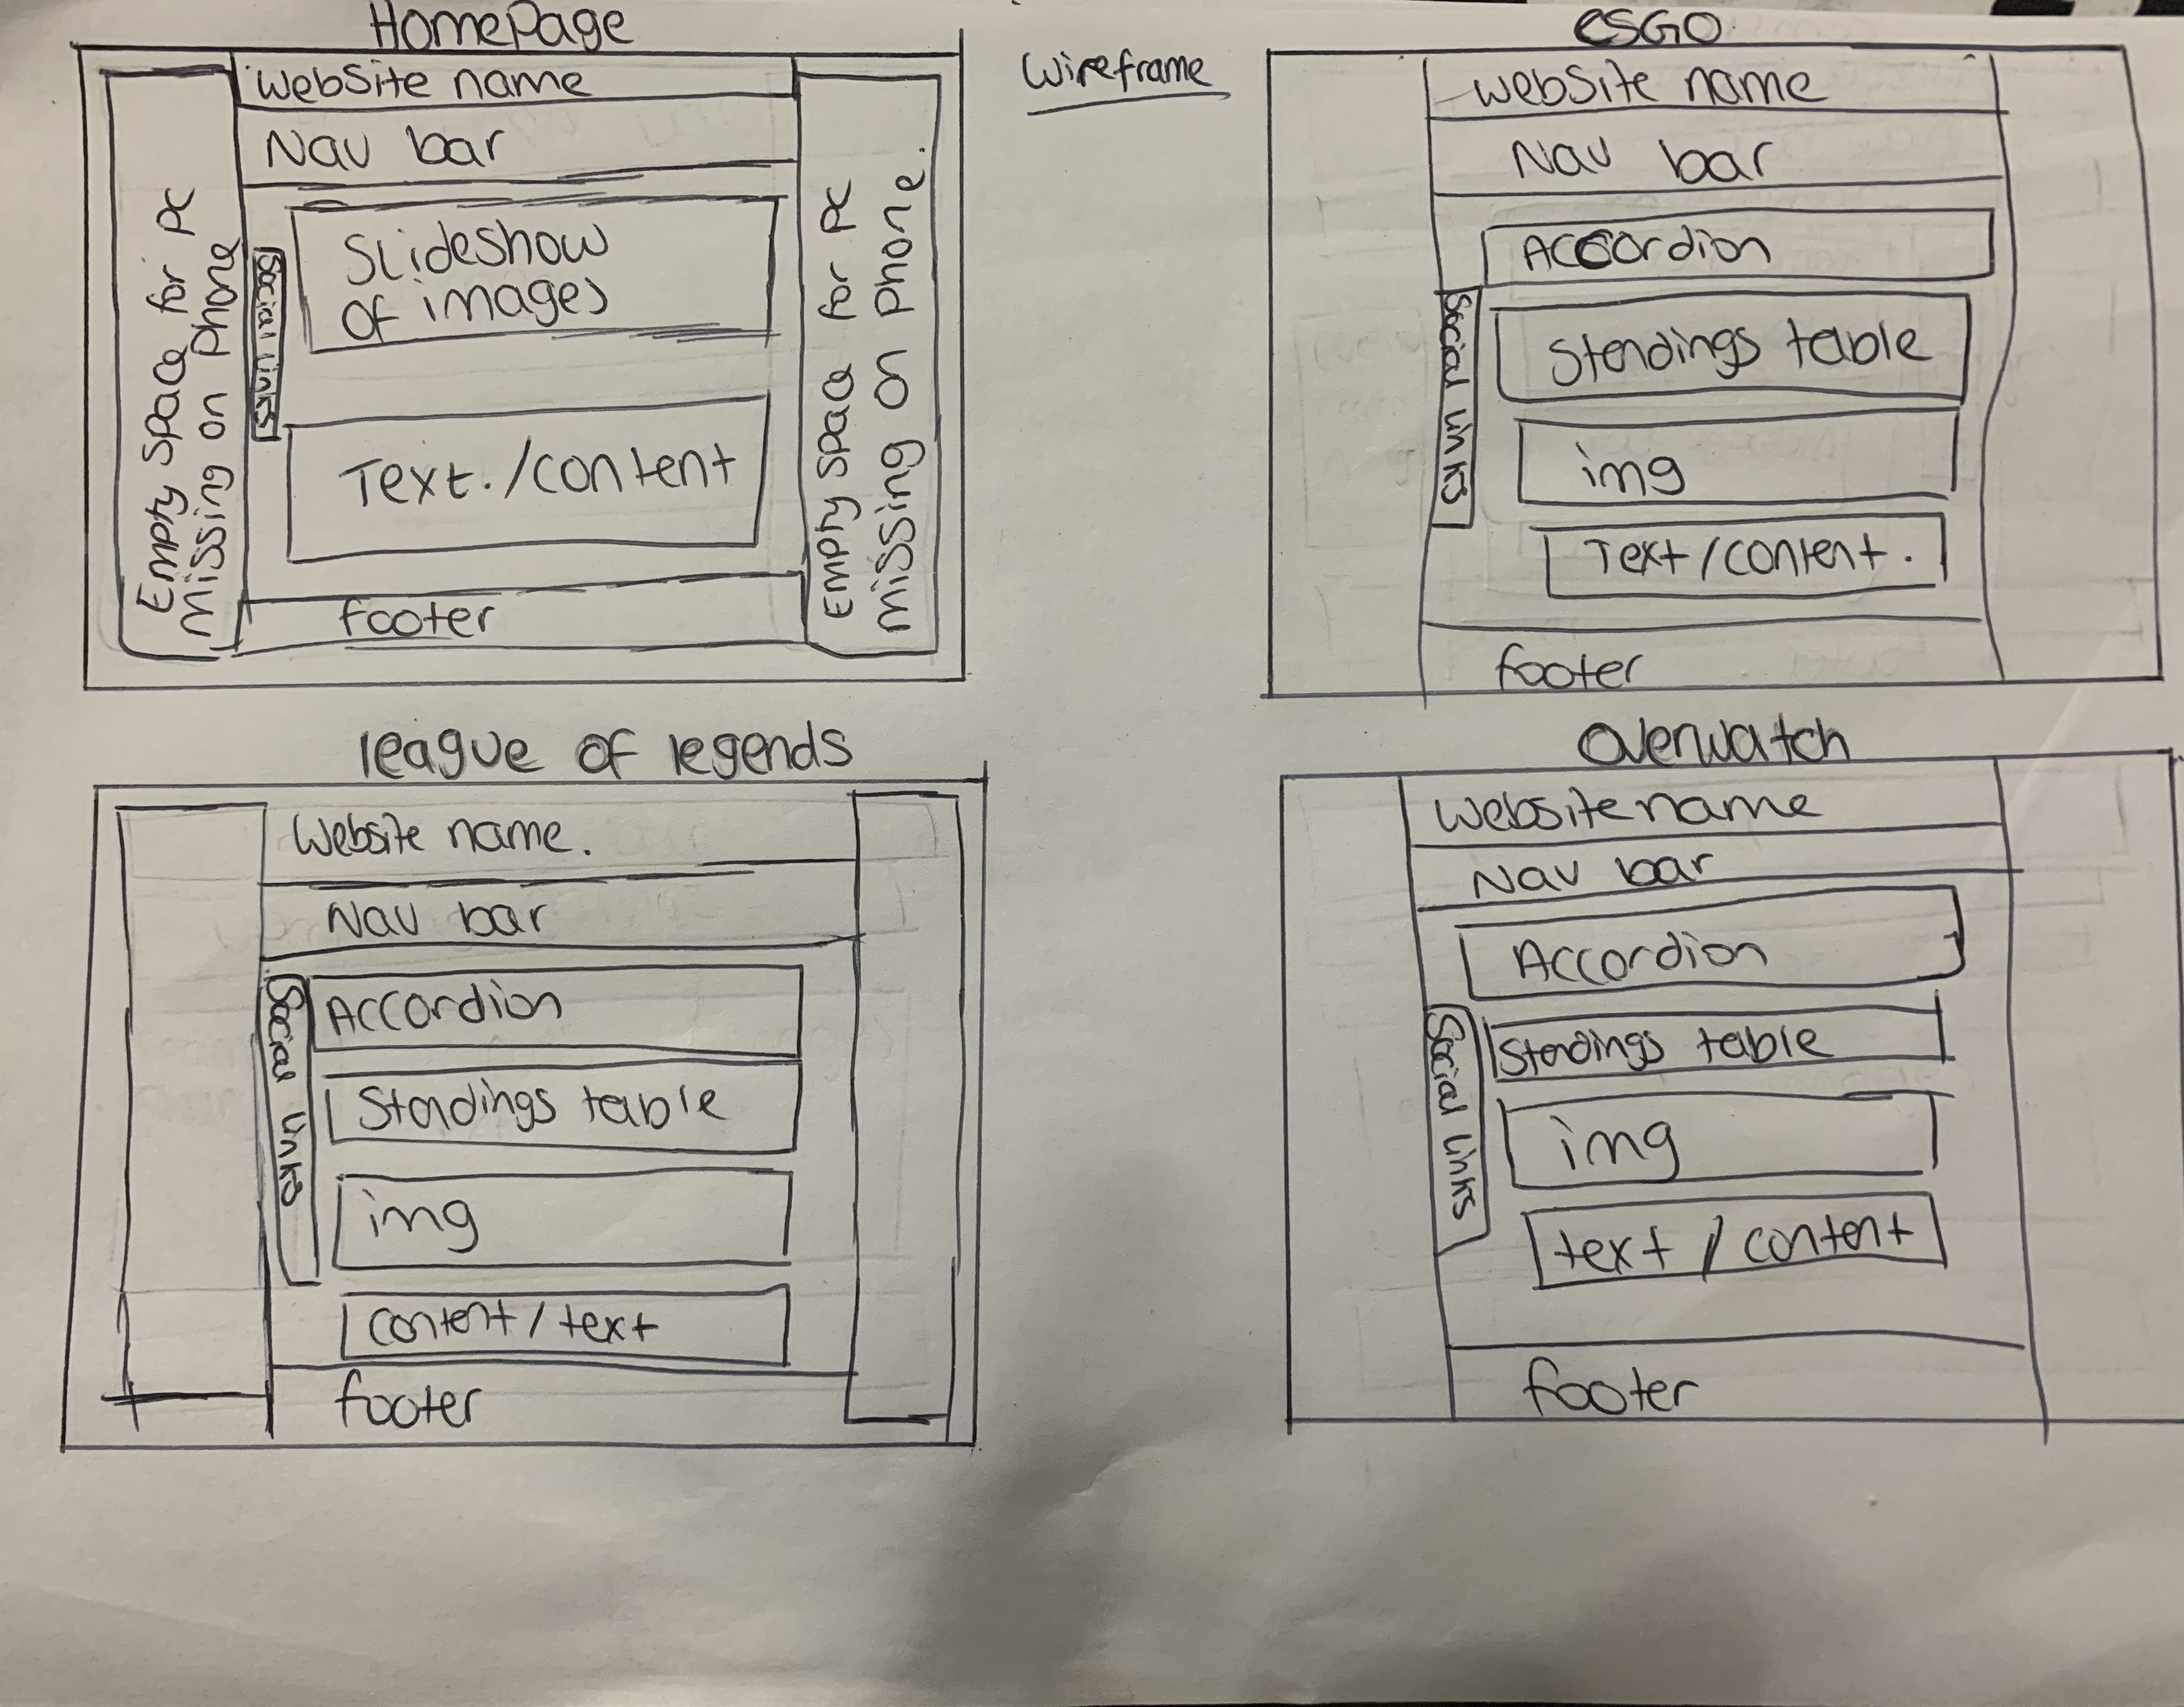 HomePage
Website name
Nav bar
Slideshow
of images
Social links
Text./content
footer
Empty space for PC
missing on Phone
Empty space for PC
missing on phone.
Wireframe
CSGO
Website name
Nav bar
Accordion
Standings table
Social links
img
Text/content.
footer
league of legends
Website name.
Nav bar
Accordion
Social links
Standings table
img
content/text
footer
Overwatch
Website name
Nav bar
Accordion
Standings table
Social links
img
text/content
footer